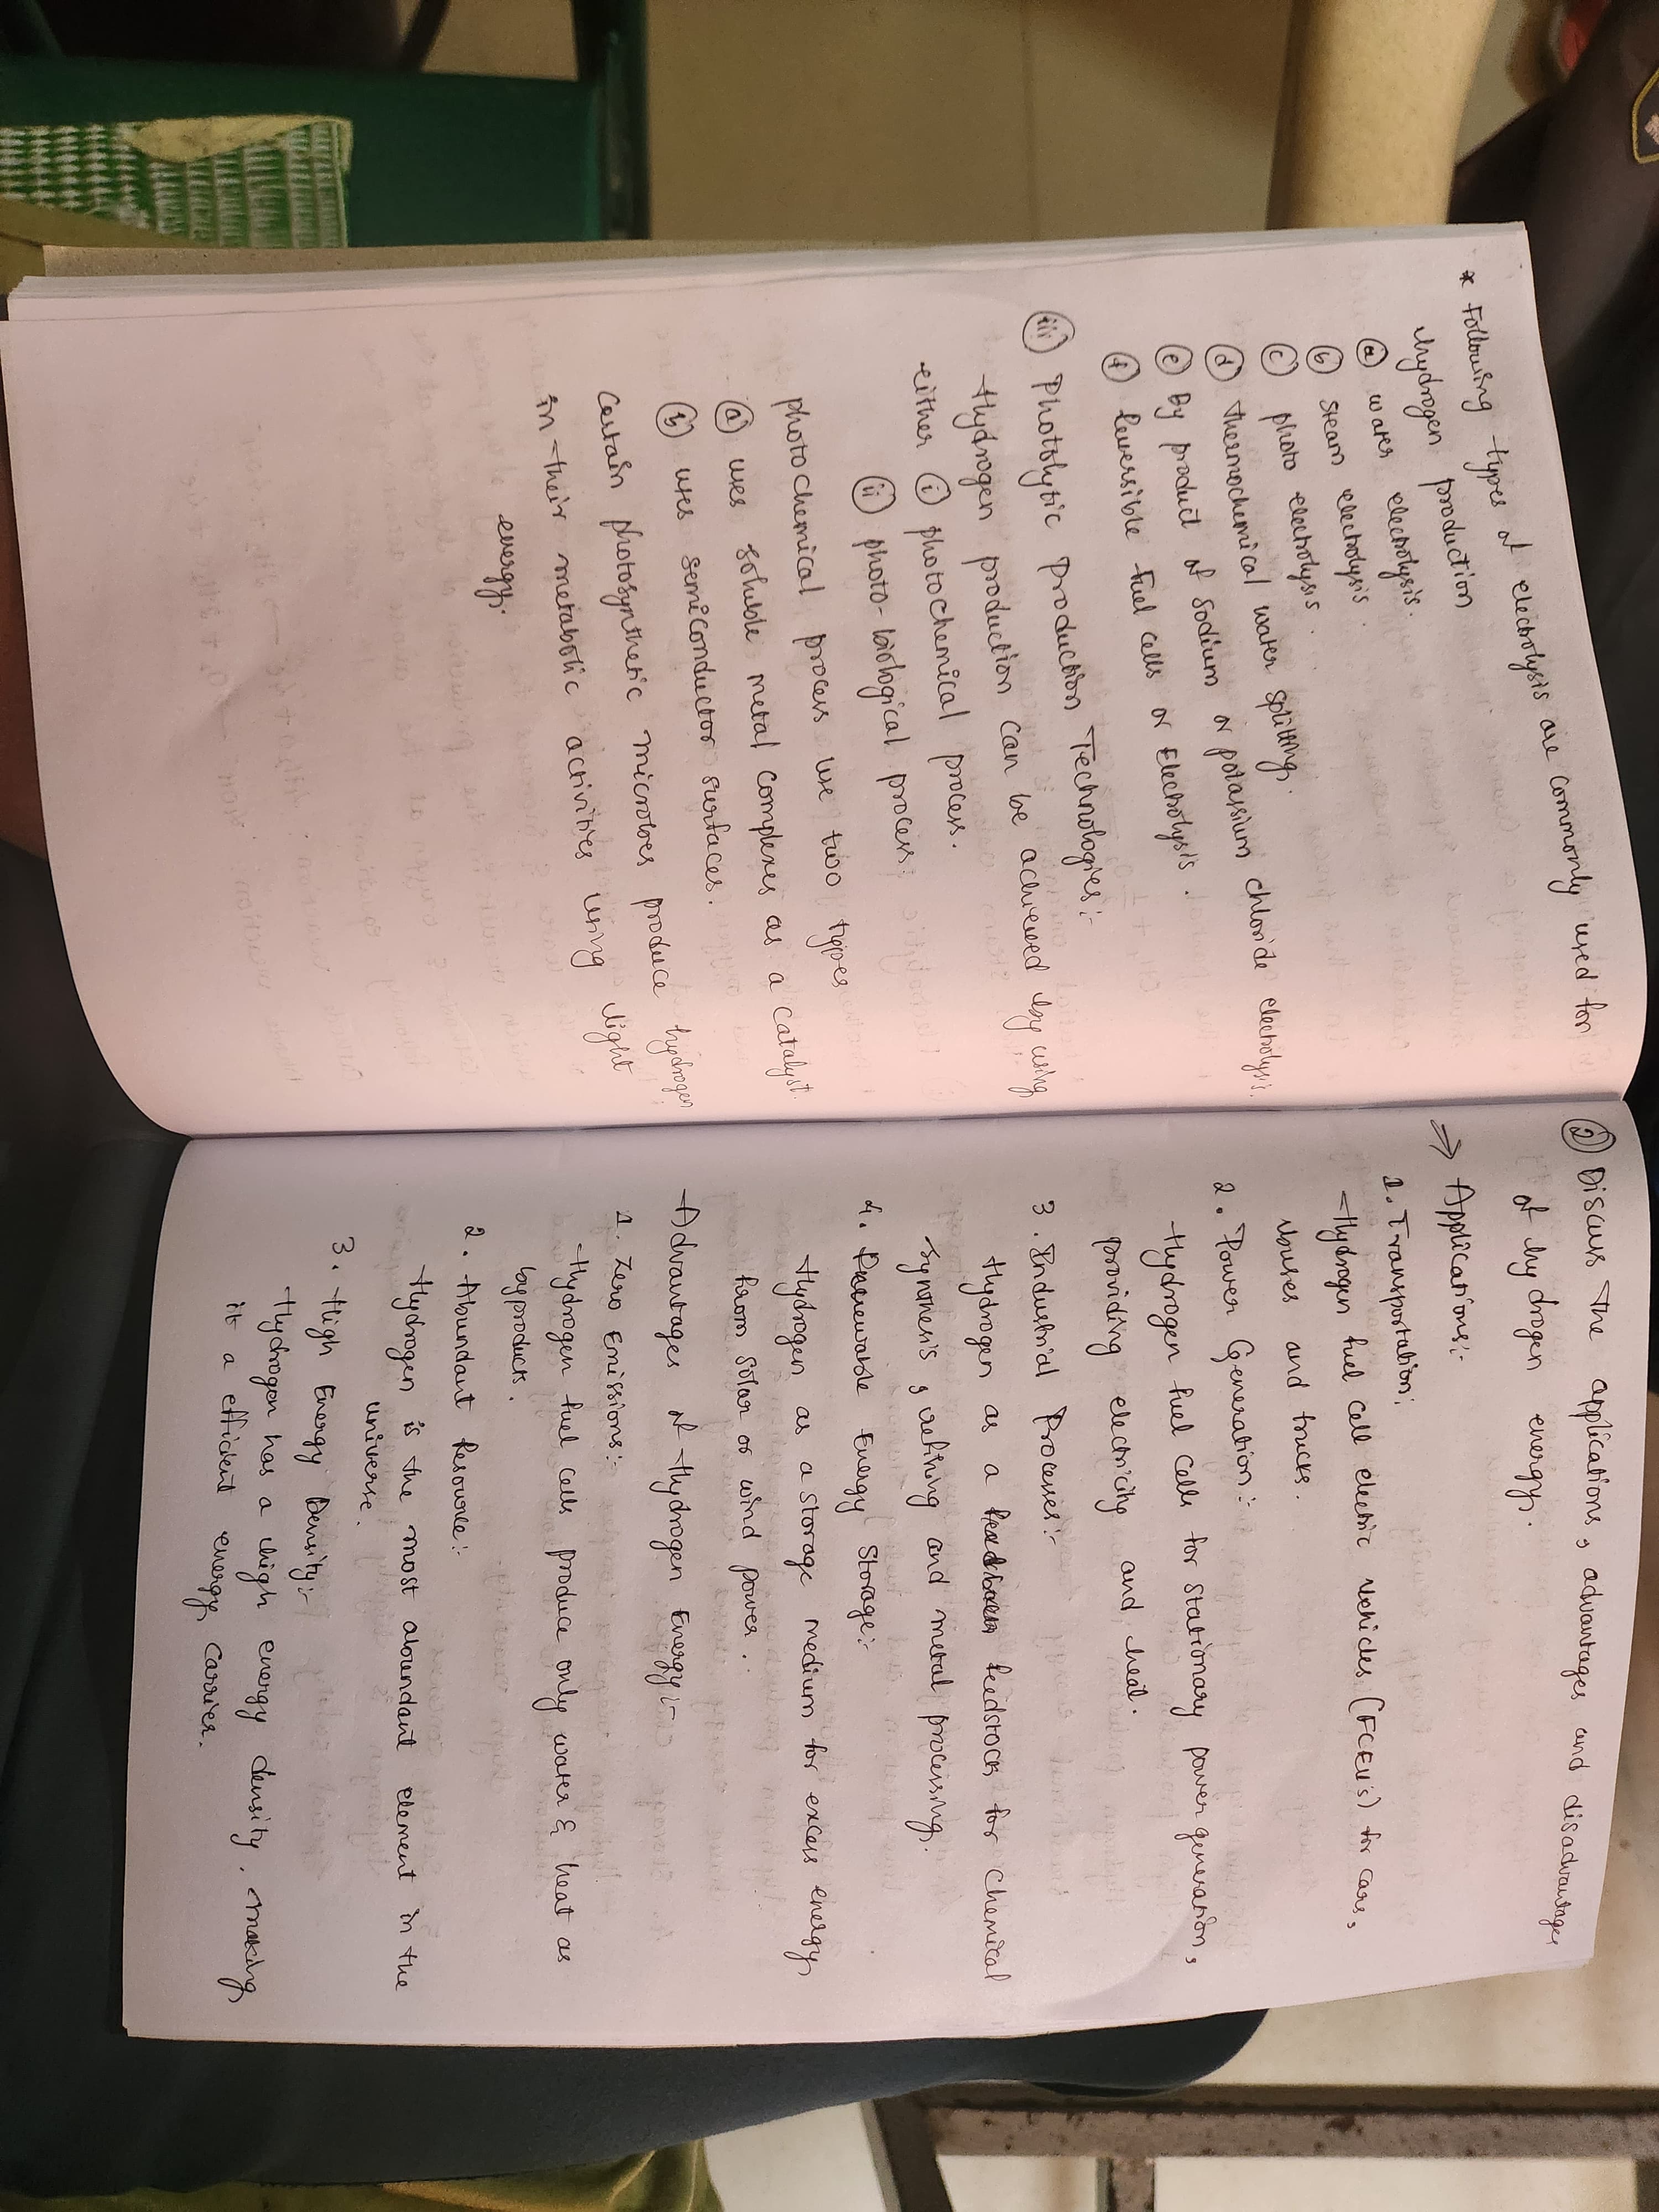 * Following types of electrolysis are commonly used for
hydrogen production
ⓐ water electrolysis.
ⓑ steam electrolysis.
ⓒ photo electrolysis.
ⓓ thermochemical water splitting.
ⓔ By product of sodium or potassium chloride electrolysis.
ⓕ Reversible fuel cells or Electrolysis.
(iii) Photolytic Production Technologies:-
Hydrogen production can be achieved by using
either (i) photochemical process.
(ii) photo-biological process.
photochemical process use two types
ⓐ uses soluble metal complexes as a catalyst.
ⓑ uses semiconductor surfaces.
Certain photosynthetic microbes produce hydrogen
in their metabolic activities using light
energy.
② Discuss the applications, advantages and disadvantages
of hydrogen energy.
⇒ Applications:-
1. Transportation:
Hydrogen fuel cell electric vehicles (FCEV's) for cars,
buses and trucks.
2. Power Generation:-
Hydrogen fuel cells for stationary power generation,
providing electricity and heat.
3. Industrial Processes:-
Hydrogen as a feedstock for chemical
synthesis, refining and metal processing.
4. Renewable Energy Storage:-
Hydrogen as a storage medium for excess energy
from solar or wind power.
Advantages of Hydrogen Energy:-
1. Zero Emissions:-
Hydrogen fuel cells produce only water & heat as
byproducts.
2. Abundant Resource:-
Hydrogen is the most abundant element in the
universe.
3. High Energy Density:-
Hydrogen has a high energy density, making
it a efficient energy carrier.